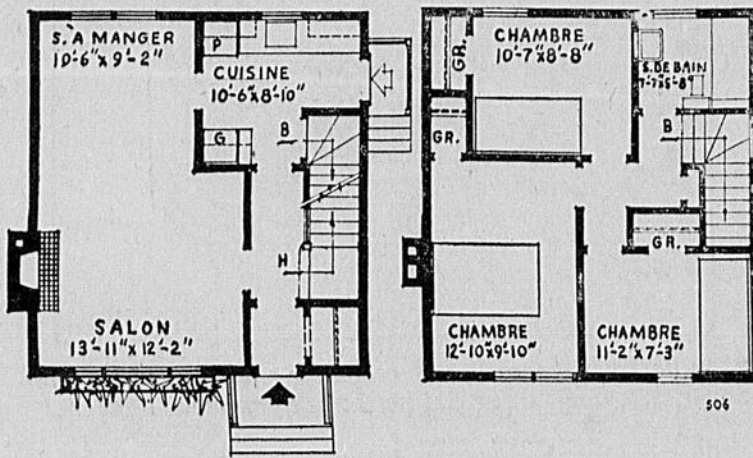 S. À MANGER
10'-6" x 9'-2"
P
CUISINE
10'-6" x 8'-10"
G
B
H
SALON
13'-11" x 12'-2"
GR.
CHAMBRE
10'-7" x 8'-8"
S. DE BAIN
GR.
B
GR.
CHAMBRE
12'-10" x 9'-10"
CHAMBRE
11'-2" x 7'-3"
506